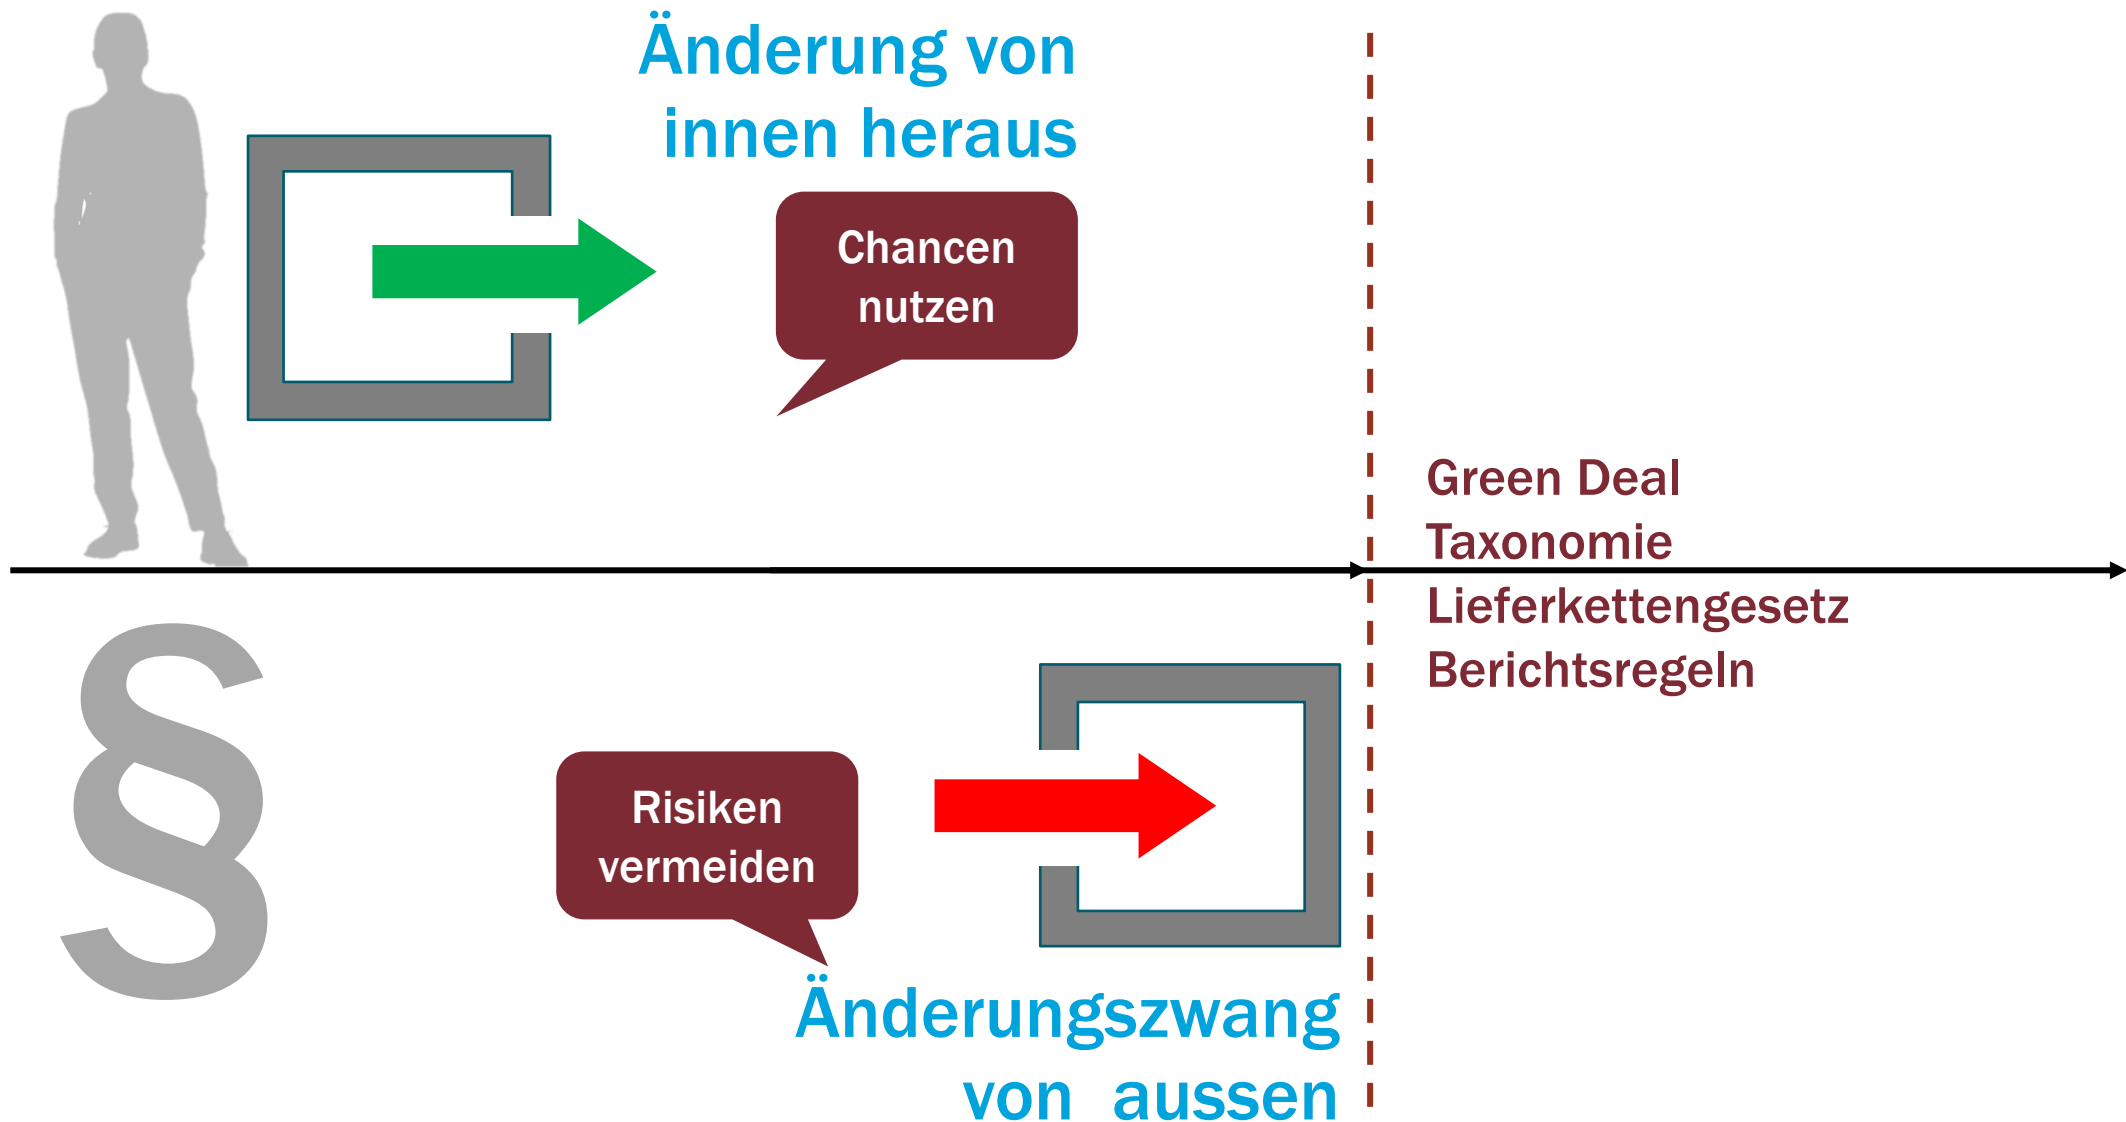 Änderung von
innen heraus
Chancen
nutzen
Green Deal
Taxonomie
Lieferkettengesetz
Berichtsregeln
§
Risiken
vermeiden
Änderungszwang
von  aussen